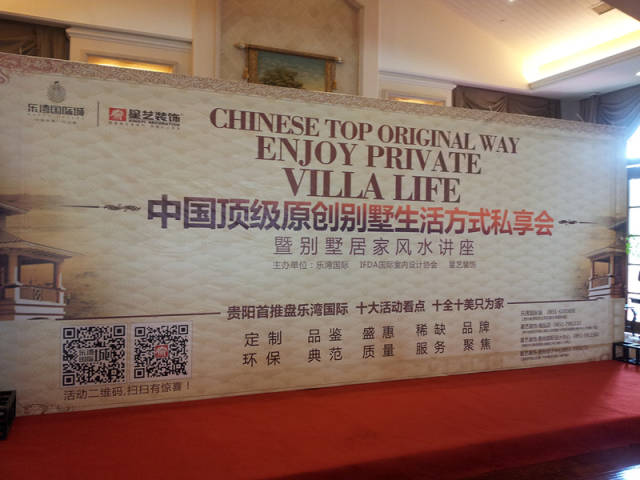 乐湾国际城
星艺装饰
CHINESE TOP ORIGINAL WAY
ENJOY PRIVATE
VILLA LIFE
中国顶级原创别墅生活方式私享会
暨别墅居家风水讲座
主办单位：乐湾国际 IFDA国际室内设计协会 星艺装饰
贵阳首推盘乐湾国际 十大活动看点 十全十美只为家
定制 品鉴 盛惠 稀缺 品牌
环保 典范 质量 服务 聚焦
活动二维码,扫扫有惊喜!